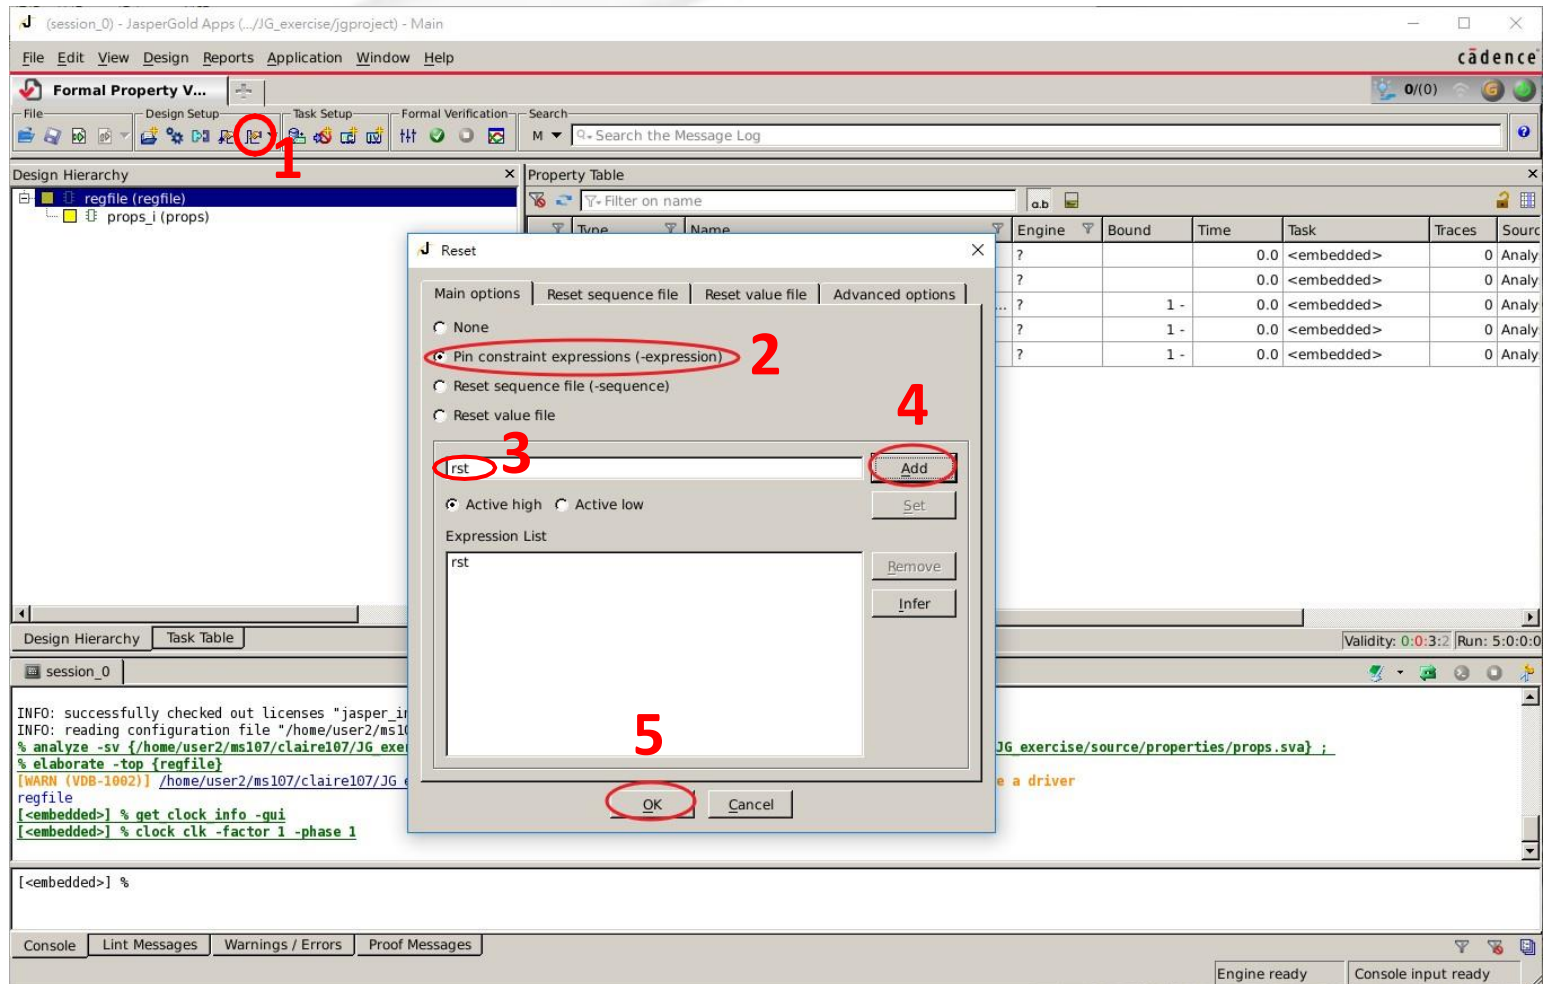 (session_0) - JasperGold Apps (.../JG_exercise/jgproject) - Main
File Edit View Design Reports Application Window Help
cādence
Formal Property V...
0/(0)
File Design Setup Task Setup Formal Verification Search
M Search the Message Log
1
Design Hierarchy
Property Table
regfile (regfile)
props_i (props)
Filter on name
a.b
Type Name Engine Bound Time Task Traces Sourc
? 0.0 <embedded> 0 Analy
? 0.0 <embedded> 0 Analy
... ? 1 - 0.0 <embedded> 0 Analy
? 1 - 0.0 <embedded> 0 Analy
? 1 - 0.0 <embedded> 0 Analy
Reset
Main options Reset sequence file Reset value file Advanced options
None
Pin constraint expressions (-expression)
2
Reset sequence file (-sequence)
Reset value file
4
3
rst
Add
Active high Active low
Set
Expression List
rst
Remove
Infer
5
OK Cancel
Design Hierarchy Task Table
Validity: 0:0:3:2 Run: 5:0:0:0
session_0
INFO: successfully checked out licenses "jasper_i
INFO: reading configuration file "/home/user2/ms10
% analyze -sv {/home/user2/ms107/claire107/JG_exe JG_exercise/source/properties/props.sva} ;
% elaborate -top {regfile}
[WARN (VDB-1002)] /home/user2/ms107/claire107/JG_e e a driver
regfile
[<embedded>] % get_clock_info -gui
[<embedded>] % clock clk -factor 1 -phase 1
[<embedded>] %
Console Lint Messages Warnings / Errors Proof Messages
Engine ready Console input ready